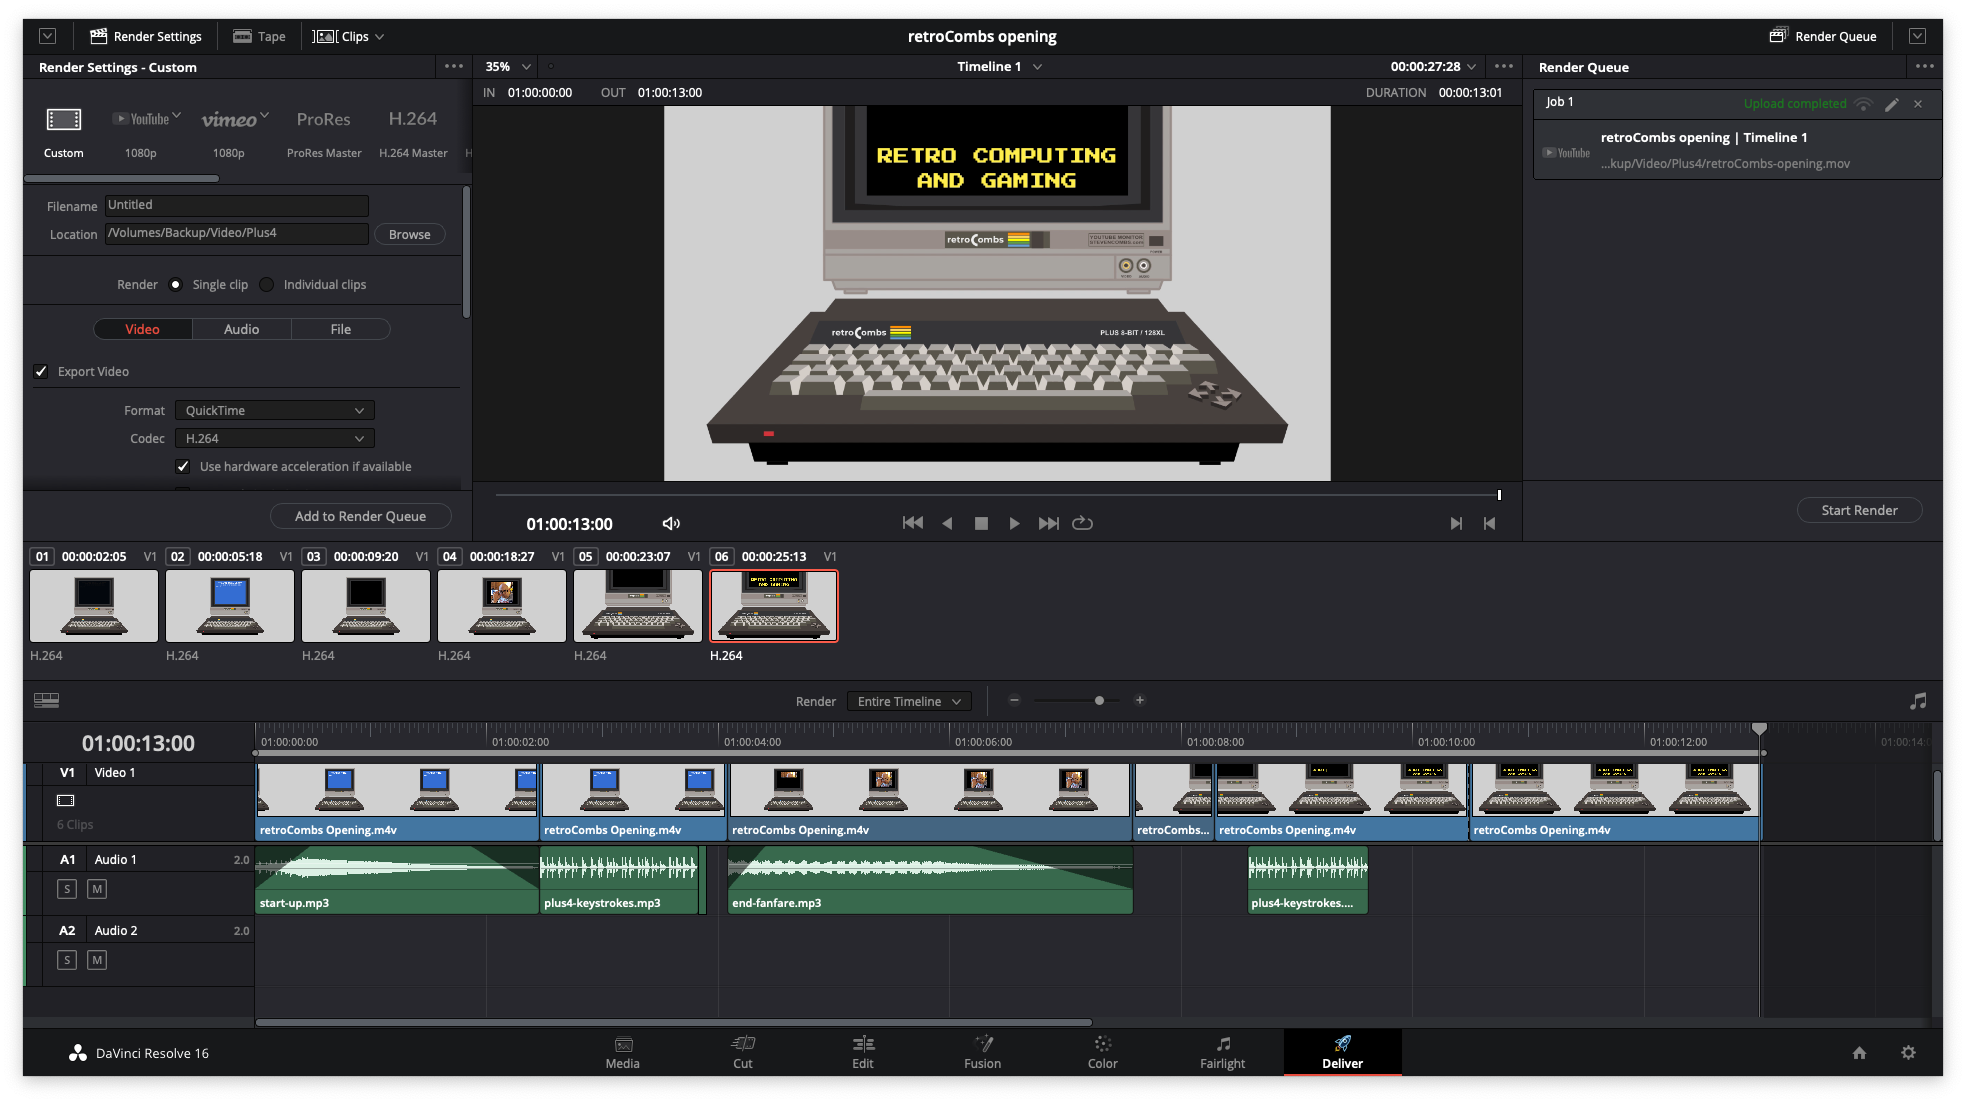 Render Settings
Tape
Clips
retroCombs opening
Render Queue
Render Settings - Custom
35%
Timeline 1
00:00:27:28
Render Queue
IN 01:00:00:00 OUT 01:00:13:00
DURATION 00:00:13:01
YouTube
vimeo
ProRes
H.264
Custom
1080p
1080p
ProRes Master
H.264 Master
H
Filename Untitled
Location /Volumes/Backup/Video/Plus4 Browse
Render Single clip Individual clips
Video Audio File
Export Video
Format QuickTime
Codec H.264
Use hardware acceleration if available
Add to Render Queue
RETRO COMPUTING
AND GAMING
retroCombs
YOUTUBE MONITOR
STEVENCOMBS.com
POWER
retroCombs
PLUS 8-BIT / 128XL
01:00:13:00
Job 1 Upload completed
retroCombs opening | Timeline 1
YouTube
...kup/Video/Plus4/retroCombs-opening.mov
Start Render
01 00:00:02:05 V1
02 00:00:05:18 V1
03 00:00:09:20 V1
04 00:00:18:27 V1
05 00:00:23:07 V1
06 00:00:25:13 V1
RETRO COMPUTING
AND GAMING
H.264
H.264
H.264
H.264
H.264
H.264
Render Entire Timeline
01:00:13:00
01:00:00:00
01:00:02:00
01:00:04:00
01:00:06:00
01:00:08:00
01:00:10:00
01:00:12:00
01:00:14:0
V1 Video 1
6 Clips
retroCombs Opening.m4v
retroCombs Opening.m4v
retroCombs Opening.m4v
retroCombs...
retroCombs Opening.m4v
retroCombs Opening.m4v
A1 Audio 1 2.0
S M
start-up.mp3
plus4-keystrokes.mp3
end-fanfare.mp3
plus4-keystrokes....
A2 Audio 2 2.0
S M
DaVinci Resolve 16
Media
Cut
Edit
Fusion
Color
Fairlight
Deliver